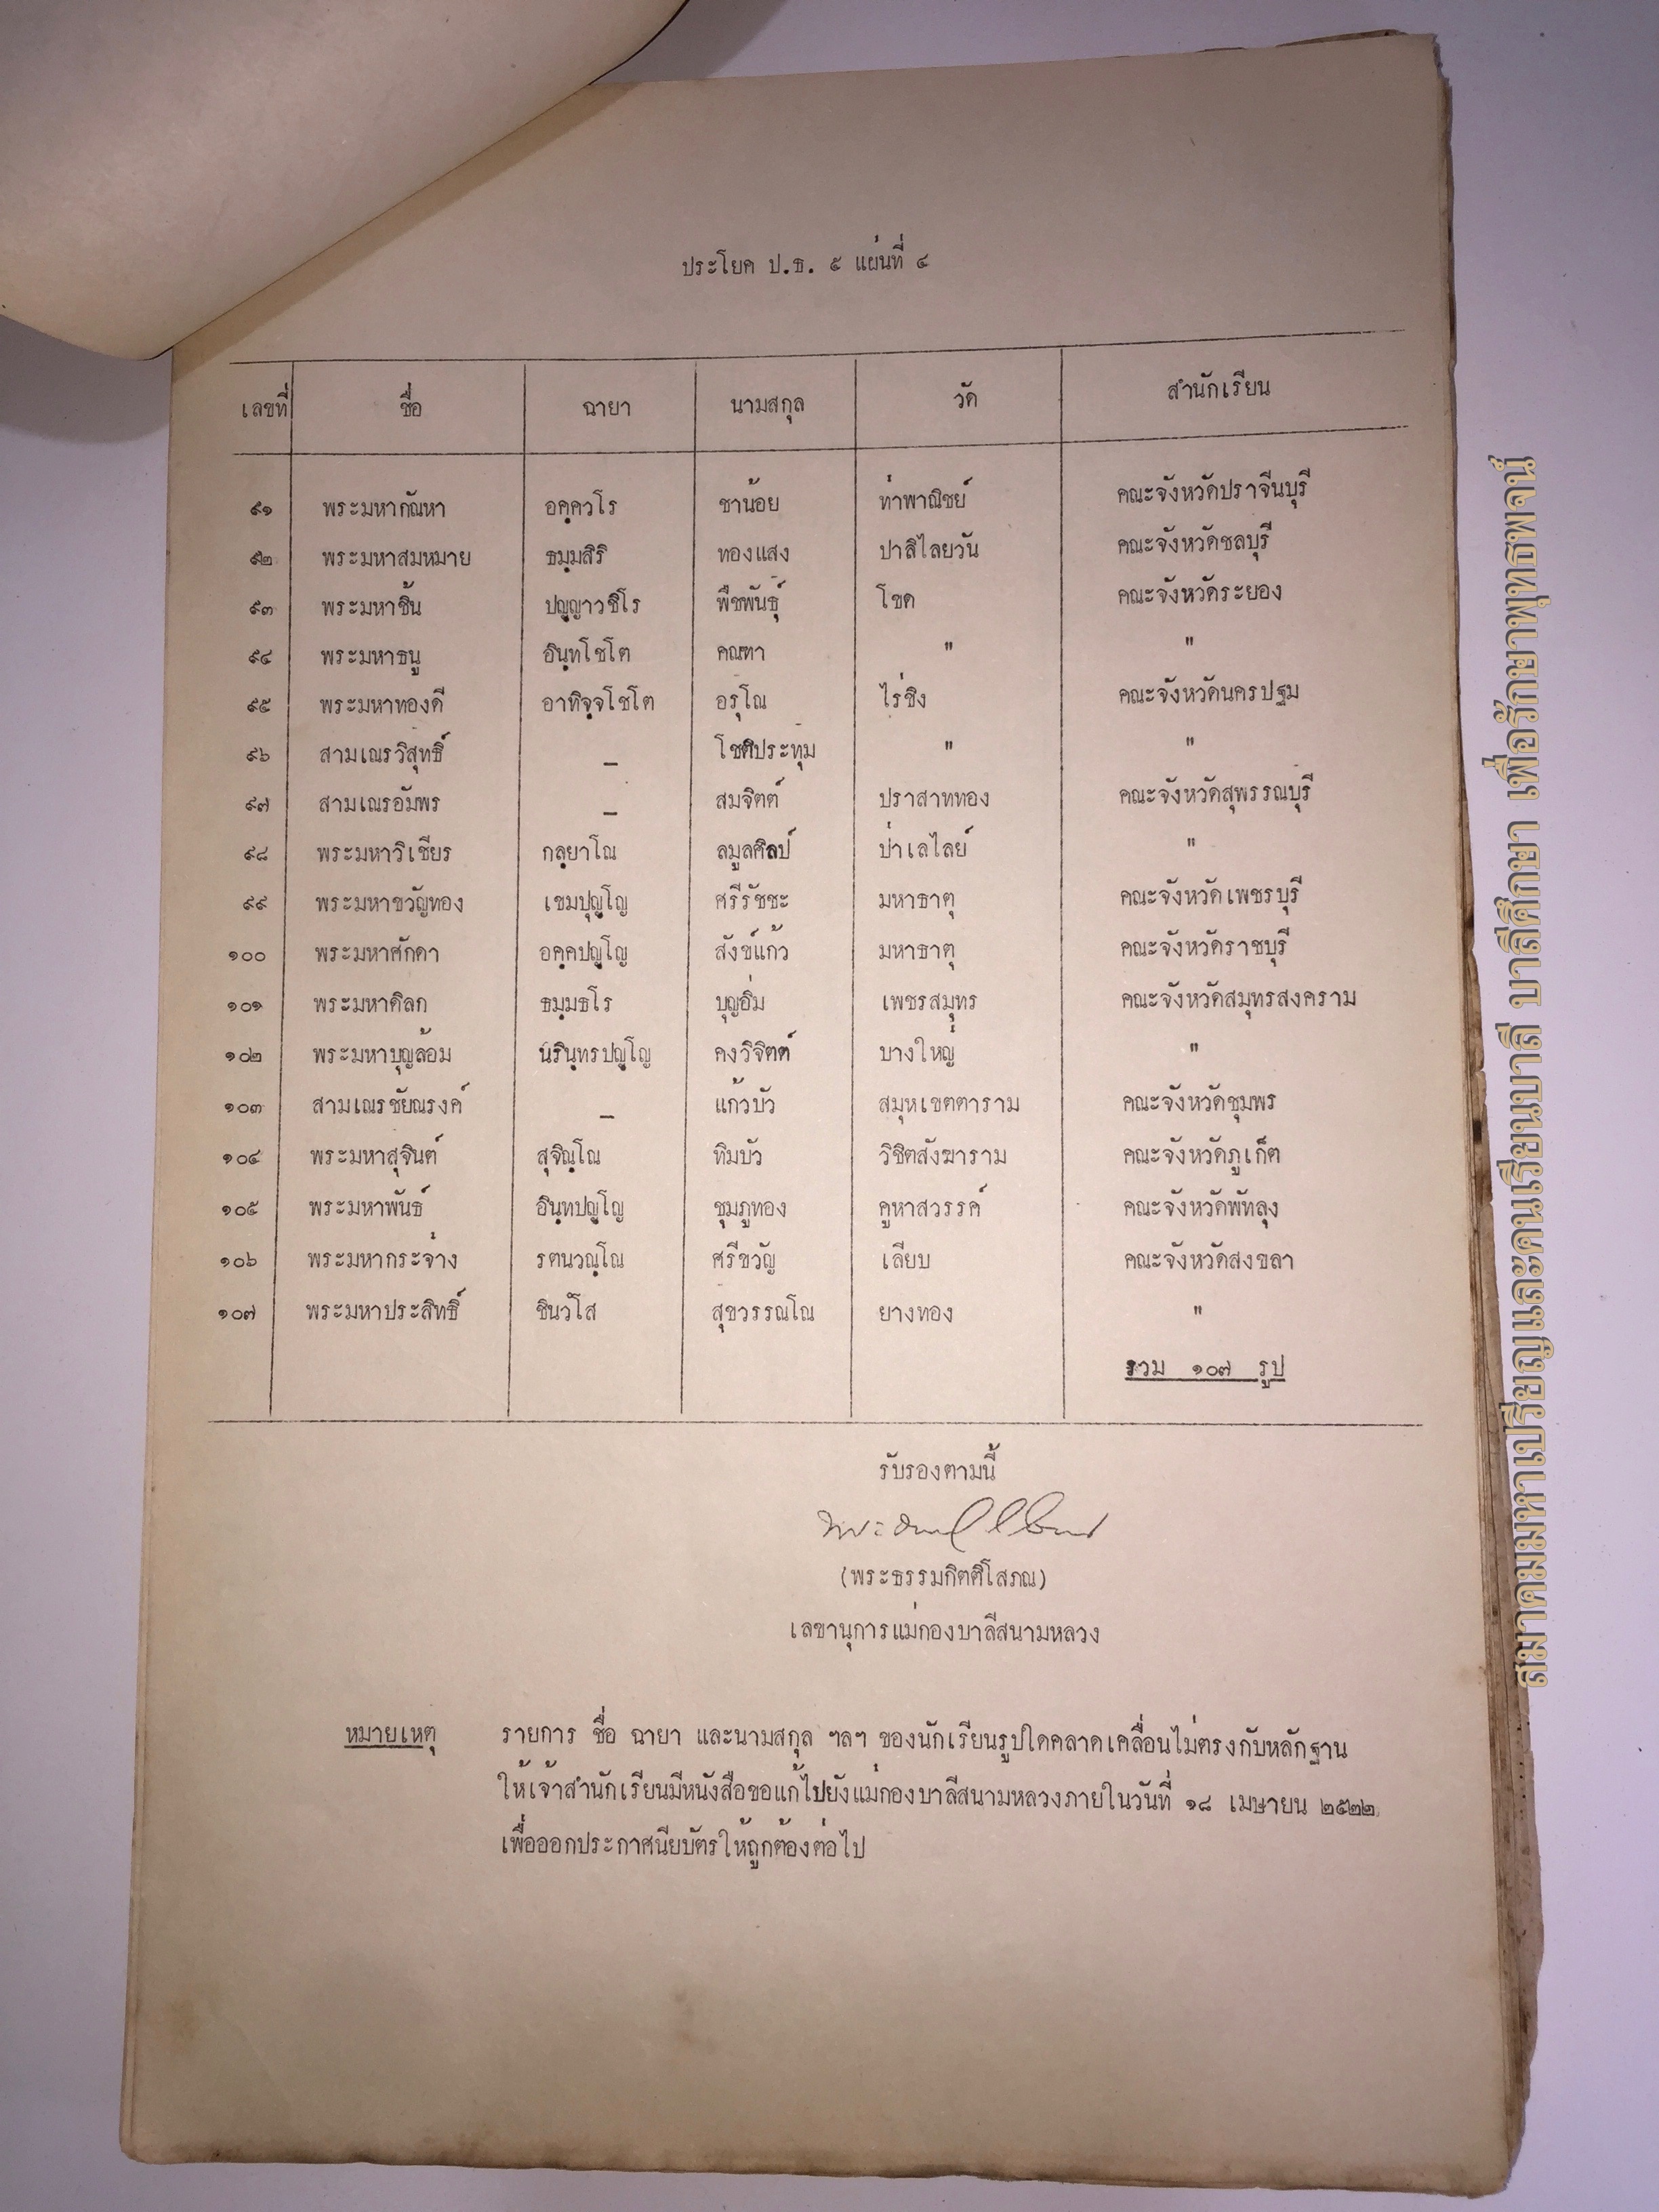 ประโยค ป.ธ. ๕ แผ่นที่ ๔
เลขที่ ชื่อ ฉายา นามสกุล วัด สำนักเรียน
๙๑ พระมหากัณหา อคฺควโร ชาน้อย ท่าพาณิชย์ คณะจังหวัดปราจีนบุรี
๙๒ พระมหาสมหมาย ธมฺมสิริ ทองแสง ปาลิไลยวัน คณะจังหวัดชลบุรี
๙๓ พระมหาชิ้น ปญฺญาวชิโร พืชพันธุ์ โขด คณะจังหวัดระยอง
๙๔ พระมหาธนู อินฺทโชโต คณฑา " "
๙๕ พระมหาทองดี อาทิจฺจโชโต อรุโณ ไร่ขิง คณะจังหวัดนครปฐม
๙๖ สามเณรวิสุทธิ์ - โชติประทุม " "
๙๗ สามเณรอัมพร - สมจิตต์ ปราสาททอง คณะจังหวัดสุพรรณบุรี
๙๘ พระมหาวิเชียร กลฺยาโณ ลมูลศิลป์ ป่าเลไลย์ "
๙๙ พระมหาขวัญทอง เขมปุญฺโญ ศรีรัชชะ มหาธาตุ คณะจังหวัดเพชรบุรี
๑๐๐ พระมหาศักดา อคฺคปญฺโญ สังข์แก้ว มหาธาตุ คณะจังหวัดราชบุรี
๑๐๑ พระมหาดิลก ธมฺมธโร บุญอิ่ม เพชรสมุทร คณะจังหวัดสมุทรสงคราม
๑๐๒ พระมหาบุญล้อม นรินฺทรปญฺโญ คงวิจิตต์ บางใหญ่ "
๑๐๓ สามเณรชัยณรงค์ - แก้วบัว สมุหเขตตาราม คณะจังหวัดชุมพร
๑๐๔ พระมหาสุจินต์ สุจิณฺโณ ทิมบัว วิชิตสังฆาราม คณะจังหวัดภูเก็ต
๑๐๕ พระมหาพันธ์ อินฺทปญฺโญ ชุมภูทอง คูหาสวรรค์ คณะจังหวัดพัทลุง
๑๐๖ พระมหากระจ่าง รตนวณฺโณ ศรีขวัญ เลียบ คณะจังหวัดสงขลา
๑๐๗ พระมหาประสิทธิ์ ชินวํโส สุขวรรณโณ ยางทอง "
รวม ๑๐๗ รูป
รับรองตามนี้
(พระธรรมกิตติโสภณ)
เลขานุการแม่กองบาลีสนามหลวง
หมายเหตุ รายการ ชื่อ ฉายา และนามสกุล ฯลฯ ของนักเรียนรูปใดคลาดเคลื่อนไม่ตรงกับหลักฐาน
ให้เจ้าสำนักเรียนมีหนังสือขอแก้ไปยังแม่กองบาลีสนามหลวงภายในวันที่ ๑๘ เมษายน ๒๕๒๒
เพื่อออกประกาศนียบัตรให้ถูกต้องต่อไป
สมาคมมหาเปรียญและคนเรียนบาลี บาลีศึกษา เพื่อรักษาพุทธพจน์